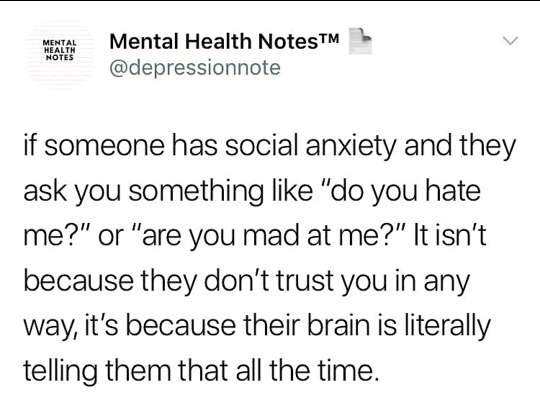 MENTAL
HEALTH
NOTES
Mental Health Notes™
@depressionnote
if someone has social anxiety and they
ask you something like “do you hate
me?” or “are you mad at me?” It isn’t
because they don’t trust you in any
way, it’s because their brain is literally
telling them that all the time.